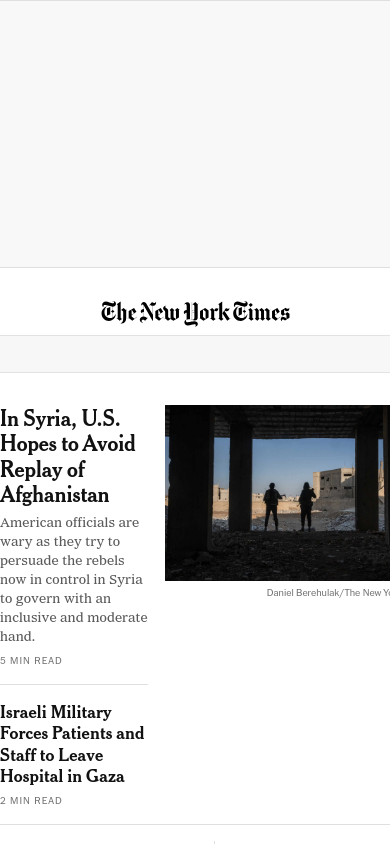 The New York Times
In Syria, U.S.
Hopes to Avoid
Replay of
Afghanistan
American officials are
wary as they try to
persuade the rebels
now in control in Syria
to govern with an
inclusive and moderate
hand.
5 MIN READ
Daniel Berehulak/The New Yo
Israeli Military
Forces Patients and
Staff to Leave
Hospital in Gaza
2 MIN READ